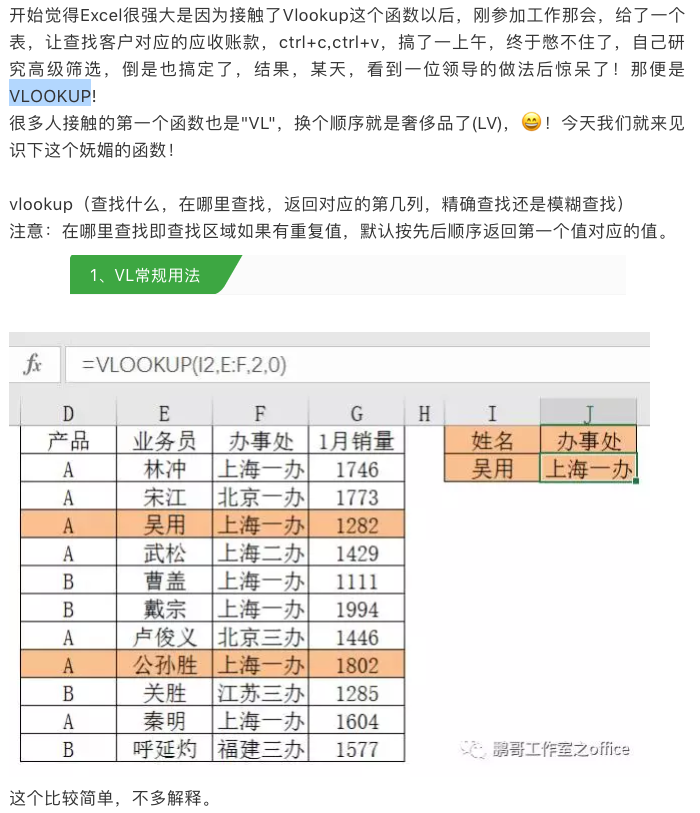 开始觉得Excel很强大是因为接触了Vlookup这个函数以后，刚参加工作那会，给了一个
表，让查找客户对应的应收账款，ctrl+c,ctrl+v，搞了一上午，终于憋不住了，自己研
究高级筛选，倒是也搞定了，结果，某天，看到一位领导的做法后惊呆了！那便是
VLOOKUP!
很多人接触的第一个函数也是"VL"，换个顺序就是奢侈品了(LV)，😄！今天我们就来见
识下这个妩媚的函数！
vlookup（查找什么，在哪里查找，返回对应的第几列，精确查找还是模糊查找）
注意：在哪里查找即查找区域如果有重复值，默认按先后顺序返回第一个值对应的值。
1、VL常规用法
fx =VLOOKUP(I2,E:F,2,0)
D E F G H I J
产品 业务员 办事处 1月销量 姓名 办事处
A 林冲 上海一办 1746 吴用 上海一办
A 宋江 北京一办 1773
A 吴用 上海一办 1282
A 武松 上海二办 1429
B 曹盖 上海一办 1111
B 戴宗 上海一办 1994
A 卢俊义 北京三办 1446
A 公孙胜 上海一办 1802
B 关胜 江苏三办 1285
A 秦明 上海一办 1604
B 呼延灼 福建三办 1577
鹏哥工作室之office
这个比较简单，不多解释。